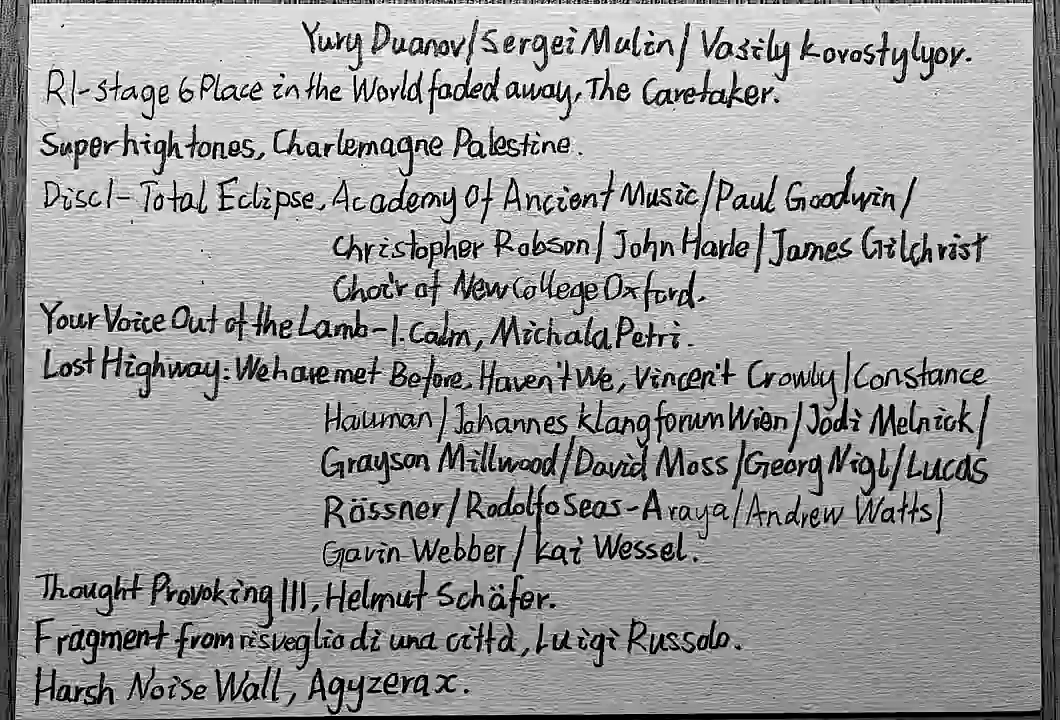 Yury Duanov/Sergei Mulin/Vasily Korostylyov.
R1-stage 6 Place in the World faded away, The Caretaker.
Superhightones, Charlemagne Palestine.
Disc1-Total Eclipse, Academy Of Ancient Music/Paul Goodwin/
Christopher Robson/John Harle/James Gilchrist
Choir of New College Oxford.
Your Voice Out of the Lamb-1. Calm, Michala Petri.
Lost Highway: We have met Before, Haven't We, Vincen't Crowly/Constance
Hauman/Johannes Klangforum Wien/Jodi Melnick/
Grayson Millwood/David Moss/Georg Nigl/Lucas
Rössner/Rodolfo Seas-Araya/Andrew Watts/
Gavin Webber/Kai Wessel.
Thought Provoking III, Helmut Schäfer.
Fragment from risveglio di una città, Luigi Russolo.
Harsh Noise Wall, Agyzerax.